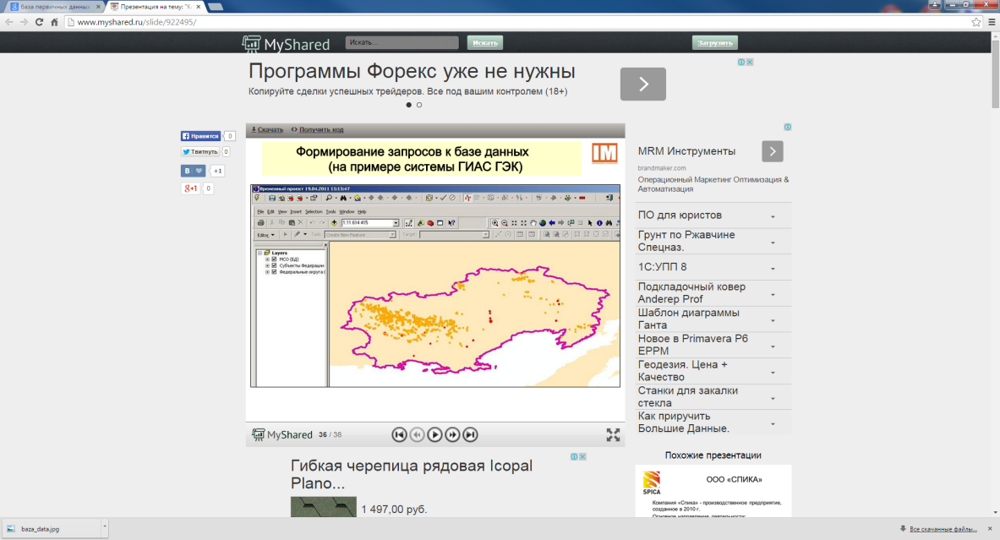 База первичных данных
Презентация на тему: "К
www.myshared.ru/slide/922495/
MyShared
Искать...
Искать
Загрузить
Программы Форекс уже не нужны
Копируйте сделки успешных трейдеров. Все под вашим контролем (18+)
Нравится 0
Твитнуть 0
B +1
g+1 0
Скачать <> Получить код
Формирование запросов к базе данных
(на примере системы ГИАС ГЭК)
Временный проект 19.04.2011 15:15:47
File Edit View Insert Selection Tools Window Help
1:11 614 415
Editor Task: Create New Feature Target:
Layers
МСО (БД)
Субъекты Федерации
Федеральные округа (
MyShared 36 / 38
Гибкая черепица рядовая Icopal
Plano...
1 497,00 руб.
MRM Инструменты
brandmaker.com
Операционный Маркетинг Оптимизация &
Автоматизация
ПО для юристов
Грунт по Ржавчине
Спецназ.
1С:УПП 8
Подкладочный ковер
Anderep Prof
Шаблон диаграммы
Ганта
Новое в Primavera P6
EPPM
Геодезия. Цена +
Качество
Станки для закалки
стекла
Как приручить
Большие Данные.
Похожие презентации
SPICA
ООО «СПИКА»
Компания «Спика» - производственное предприятие,
созданное в 2010 г.
Основное направление деятельности:
baza_data.jpg
Все скачанные файлы...